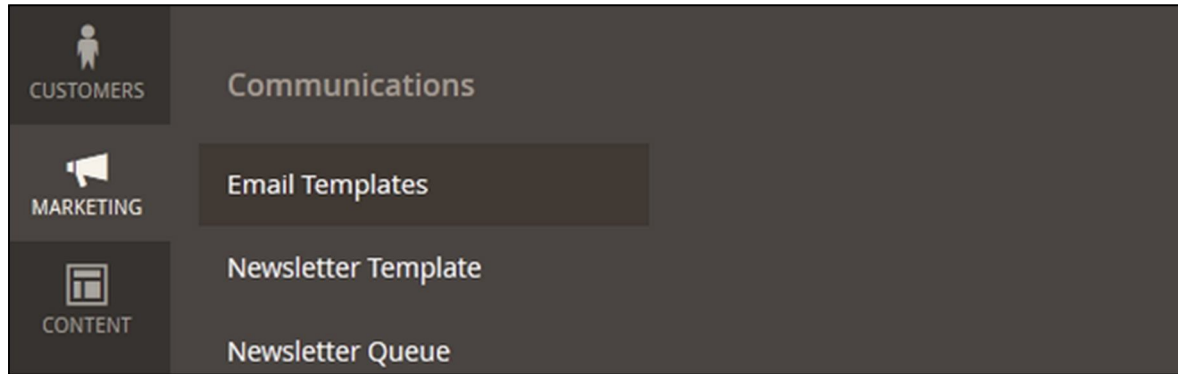 CUSTOMERS
MARKETING
CONTENT
Communications
Email Templates
Newsletter Template
Newsletter Queue